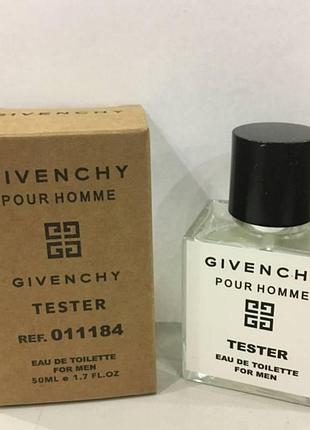 GIVENCHY
POUR HOMME
GIVENCHY
TESTER
REF. 011184
EAU DE TOILETTE
FOR MEN
50ML e 1.7 FL.OZ
GIVENCHY
POUR HOMME
TESTER
EAU DE TOILETTE
FOR MEN